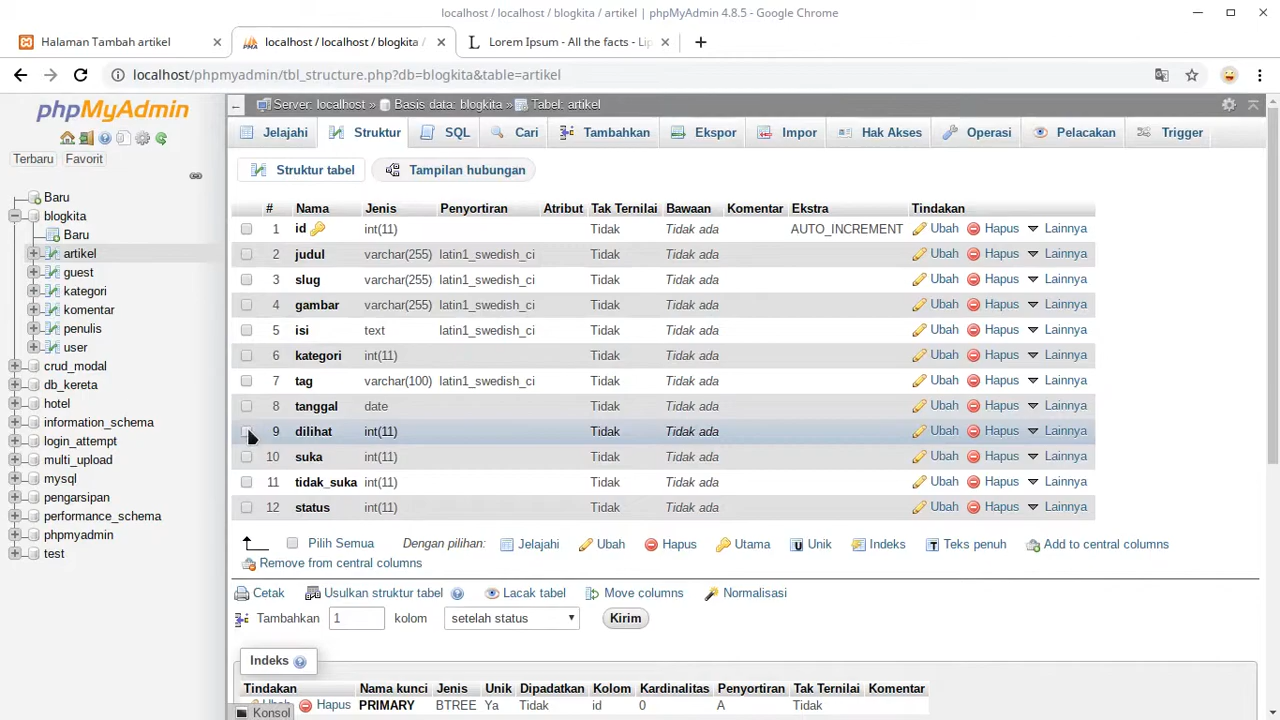 localhost / localhost / blogkita / artikel | phpMyAdmin 4.8.5 - Google Chrome
Halaman Tambah artikel
localhost / localhost / blogkita /
Lorem Ipsum - All the facts - Lip
localhost/phpmyadmin/tbl_structure.php?db=blogkita&table=artikel
phpMyAdmin
Server: localhost » Basis data: blogkita » Tabel: artikel
Jelajahi Struktur SQL Cari Tambahkan Ekspor Impor Hak Akses Operasi Pelacakan Trigger
Terbaru Favorit
Struktur tabel Tampilan hubungan
Baru
blogkita
Baru
artikel
guest
kategori
komentar
penulis
user
crud_modal
db_kereta
hotel
information_schema
login_attempt
multi_upload
mysql
pengarsipan
performance_schema
phpmyadmin
test
# Nama Jenis Penyortiran Atribut Tak Ternilai Bawaan Komentar Ekstra Tindakan
1 id int(11) Tidak Tidak ada AUTO_INCREMENT Ubah Hapus Lainnya
2 judul varchar(255) latin1_swedish_ci Tidak Tidak ada Ubah Hapus Lainnya
3 slug varchar(255) latin1_swedish_ci Tidak Tidak ada Ubah Hapus Lainnya
4 gambar varchar(255) latin1_swedish_ci Tidak Tidak ada Ubah Hapus Lainnya
5 isi text latin1_swedish_ci Tidak Tidak ada Ubah Hapus Lainnya
6 kategori int(11) Tidak Tidak ada Ubah Hapus Lainnya
7 tag varchar(100) latin1_swedish_ci Tidak Tidak ada Ubah Hapus Lainnya
8 tanggal date Tidak Tidak ada Ubah Hapus Lainnya
9 dilihat int(11) Tidak Tidak ada Ubah Hapus Lainnya
10 suka int(11) Tidak Tidak ada Ubah Hapus Lainnya
11 tidak_suka int(11) Tidak Tidak ada Ubah Hapus Lainnya
12 status int(11) Tidak Tidak ada Ubah Hapus Lainnya
Pilih Semua Dengan pilihan: Jelajahi Ubah Hapus Utama Unik Indeks Teks penuh Add to central columns
Remove from central columns
Cetak Usulkan struktur tabel Lacak tabel Move columns Normalisasi
Tambahkan 1 kolom setelah status Kirim
Indeks
Tindakan Nama kunci Jenis Unik Dipadatkan Kolom Kardinalitas Penyortiran Tak Ternilai Komentar
Ubah Hapus PRIMARY BTREE Ya Tidak id 0 A Tidak
Konsol